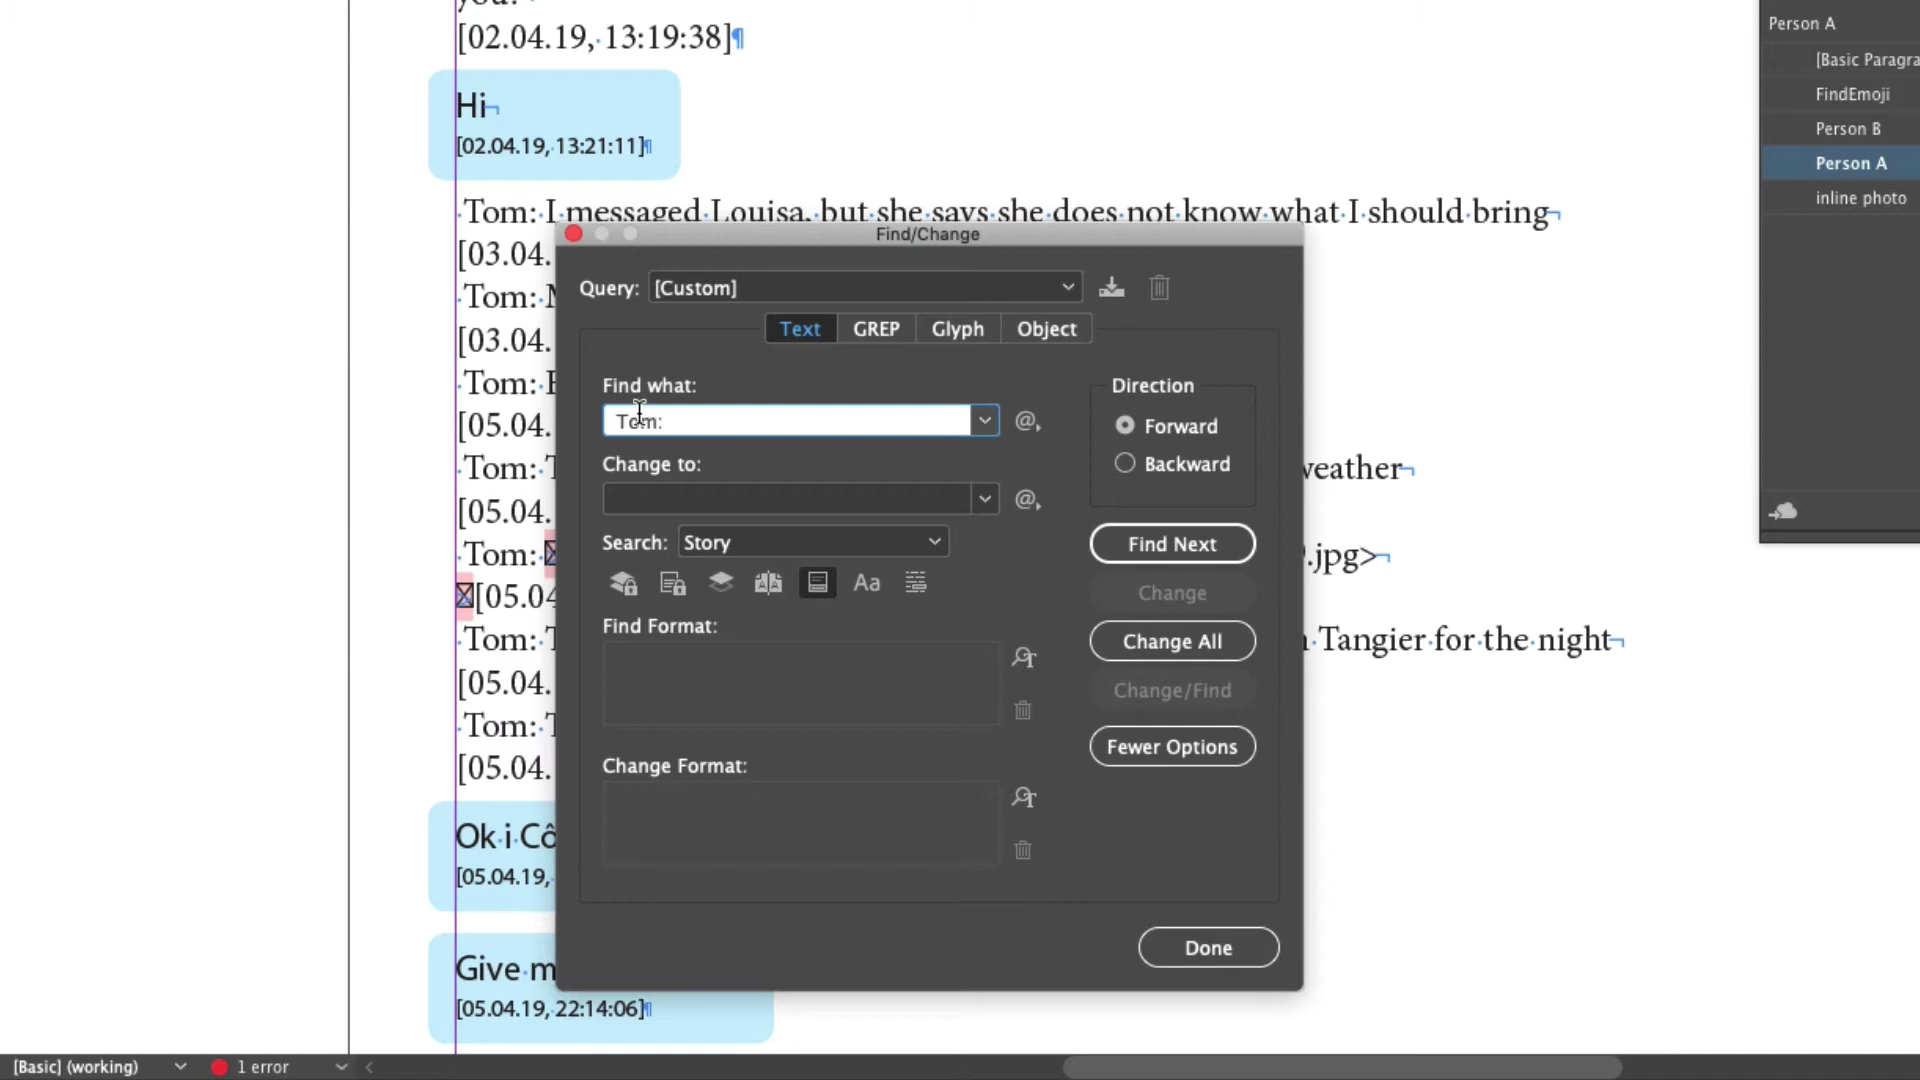 [02.04.19, 13:19:38]¶
Hi¬
[02.04.19, 13:21:11]¶
Tom: I messaged Louisa, but she says she does not know what I should bring¬
[03.04.
Tom:
[03.04.
Tom:
[05.04.
Tom: weather¬
[05.04.
Tom: .jpg>¬
[05.04
Tom: Tangier for the night¬
[05.04.
Tom:
[05.04.
Ok i Cô
[05.04.19,
Give m
[05.04.19, 22:14:06]¶
Find/Change
Query: [Custom]
Text GREP Glyph Object
Find what:
Tom:
Change to:
Search: Story
Aa
Find Format:
Change Format:
Direction
Forward
Backward
Find Next
Change
Change All
Change/Find
Fewer Options
Done
Person A
[Basic Paragra
FindEmoji
Person B
Person A
inline photo
[Basic] (working) 1 error